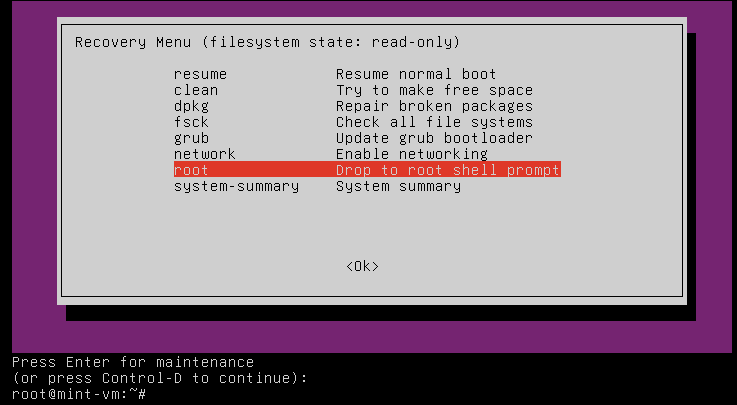 Recovery Menu (filesystem state: read-only)
resume Resume normal boot
clean Try to make free space
dpkg Repair broken packages
fsck Check all file systems
grub Update grub bootloader
network Enable networking
root Drop to root shell prompt
system-summary System summary
<Ok>
Press Enter for maintenance
(or press Control-D to continue):
root@mint-vm:~#